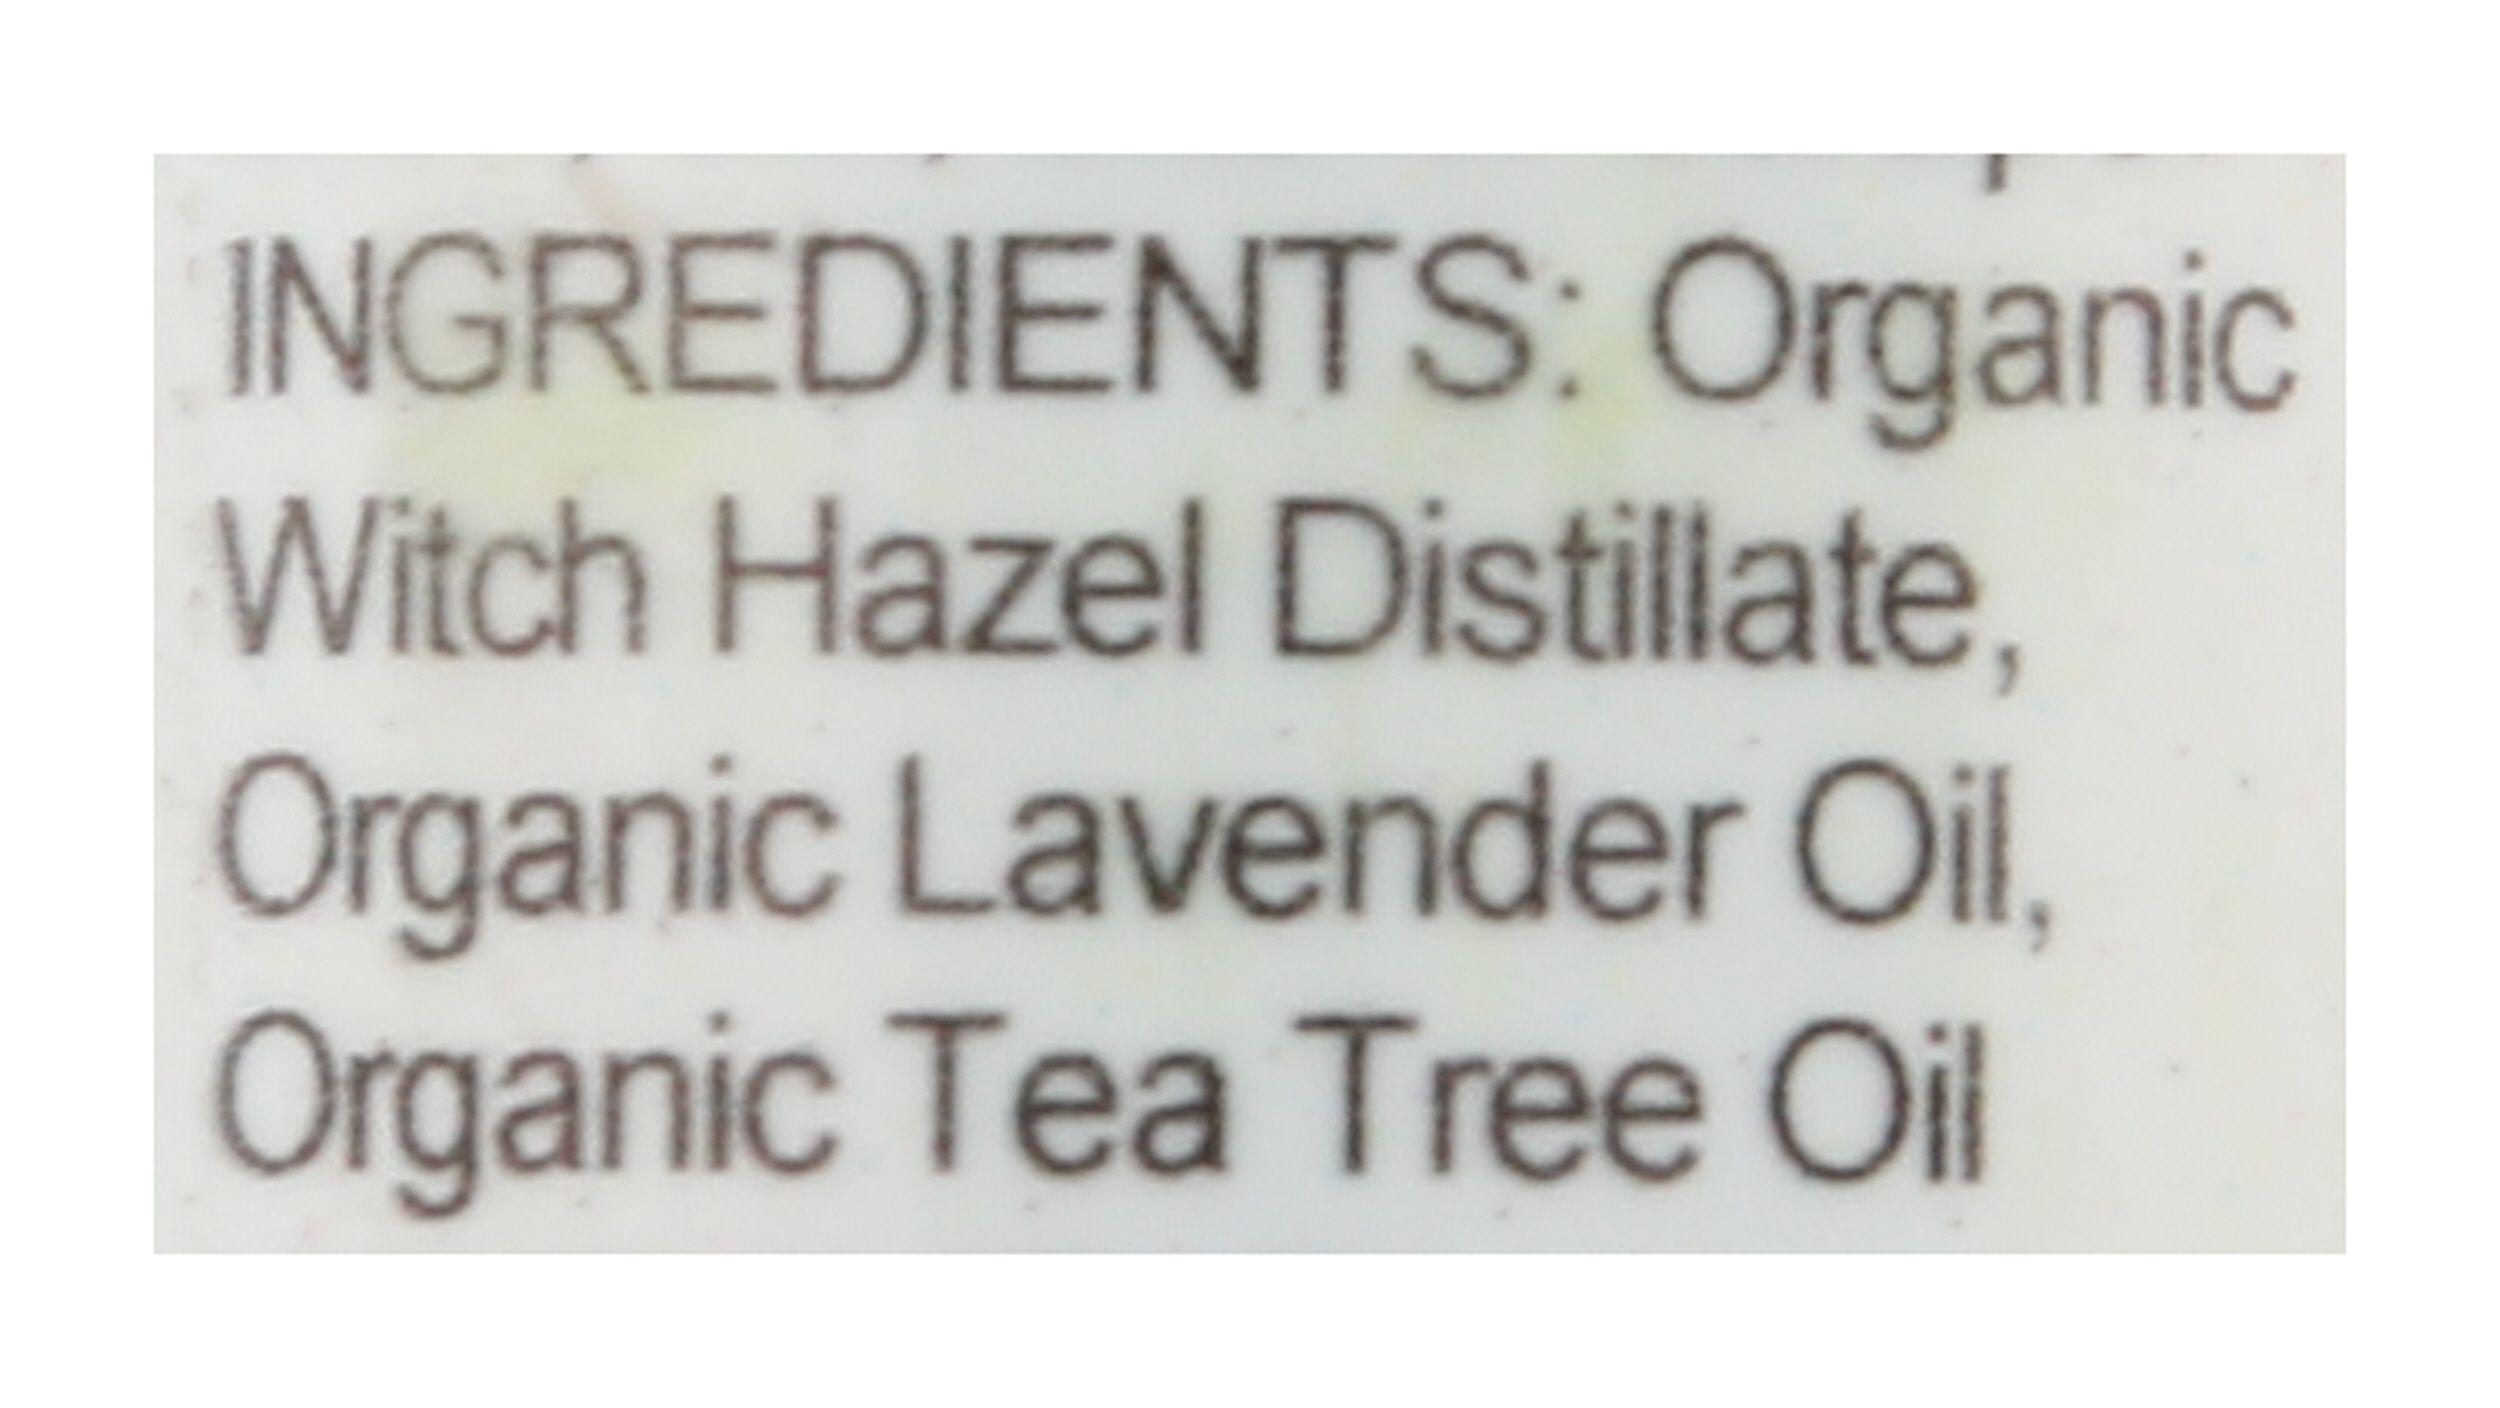 INGREDIENTS: Organic
Witch Hazel Distillate,
Organic Lavender Oil,
Organic Tea Tree Oil